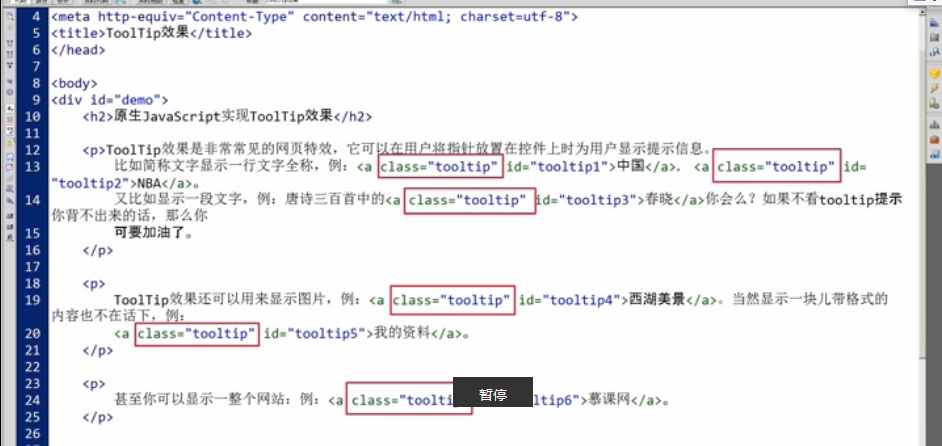 4 <meta http-equiv="Content-Type" content="text/html; charset=utf-8">
5 <title>ToolTip效果</title>
6 </head>
7
8 <body>
9 <div id="demo">
10 <h2>原生JavaScript实现ToolTip效果</h2>
11
12 <p>ToolTip效果是非常常见的网页特效，它可以在用户将指针放置在控件上时为用户显示提示信息。
13 比如简称文字显示一行文字全称，例：<a class="tooltip" id="tooltip1">中国</a>. <a class="tooltip" id=
"tooltip2">NBA</a>。
14 又比如显示一段文字，例：唐诗三百首中的<a class="tooltip" id="tooltip3">春晓</a>你会么？如果不看tooltip提示
你背不出来的话，那么你
15 可要加油了。
16 </p>
17
18 <p>
19 ToolTip效果还可以用来显示图片，例：<a class="tooltip" id="tooltip4">西湖美景</a>。当然显示一块儿带格式的
内容也不在话下，例：
20 <a class="tooltip" id="tooltip5">我的资料</a>。
21 </p>
22
23 <p>
24 甚至你可以显示一整个网站：例：<a class="toolti 暂停 ltip6">慕课网</a>。
25 </p>
26